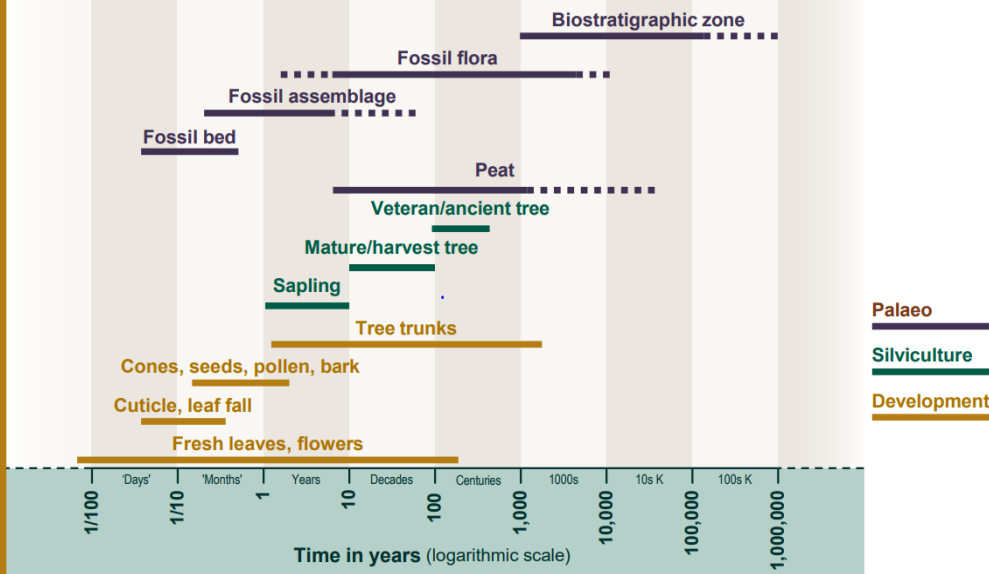 Biostratigraphic zone
Fossil flora
Fossil assemblage
Fossil bed
Peat
Veteran/ancient tree
Mature/harvest tree
Sapling
Tree trunks
Cones, seeds, pollen, bark
Cuticle, leaf fall
Fresh leaves, flowers
Palaeo
Silviculture
Development
'Days' 'Months' Years Decades Centuries 1000s 10s K 100s K
1/100 1/10 1 10 100 1,000 10,000 100,000 1,000,000
Time in years (logarithmic scale)